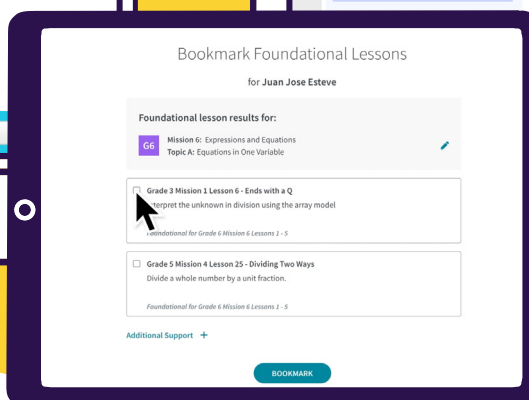 Bookmark Foundational Lessons
for Juan Jose Esteve
Foundational lesson results for:
G6
Mission 6: Expressions and Equations
Topic A: Equations in One Variable
Grade 3 Mission 1 Lesson 6 - Ends with a Q
the unknown in division using the array model
Foundational for Grade 6 Mission 6 Lessons 1 - 5
Grade 5 Mission 4 Lesson 25 - Dividing Two Ways
Divide a whole number by a unit fraction.
Foundational for Grade 6 Mission 6 Lessons 1 - 5
Additional Support +
BOOKMARK